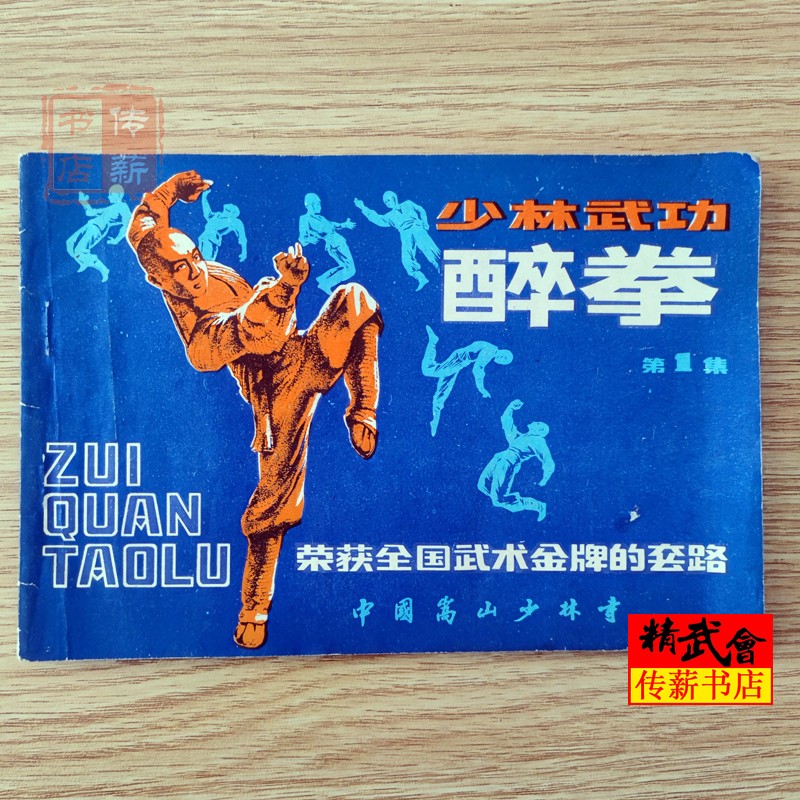 传薪
书店
少林武功
醉拳
第1集
ZUI
QUAN
TAOLU
荣获全国武术金牌的套路
中國嵩山少林寺
精武會
传薪书店